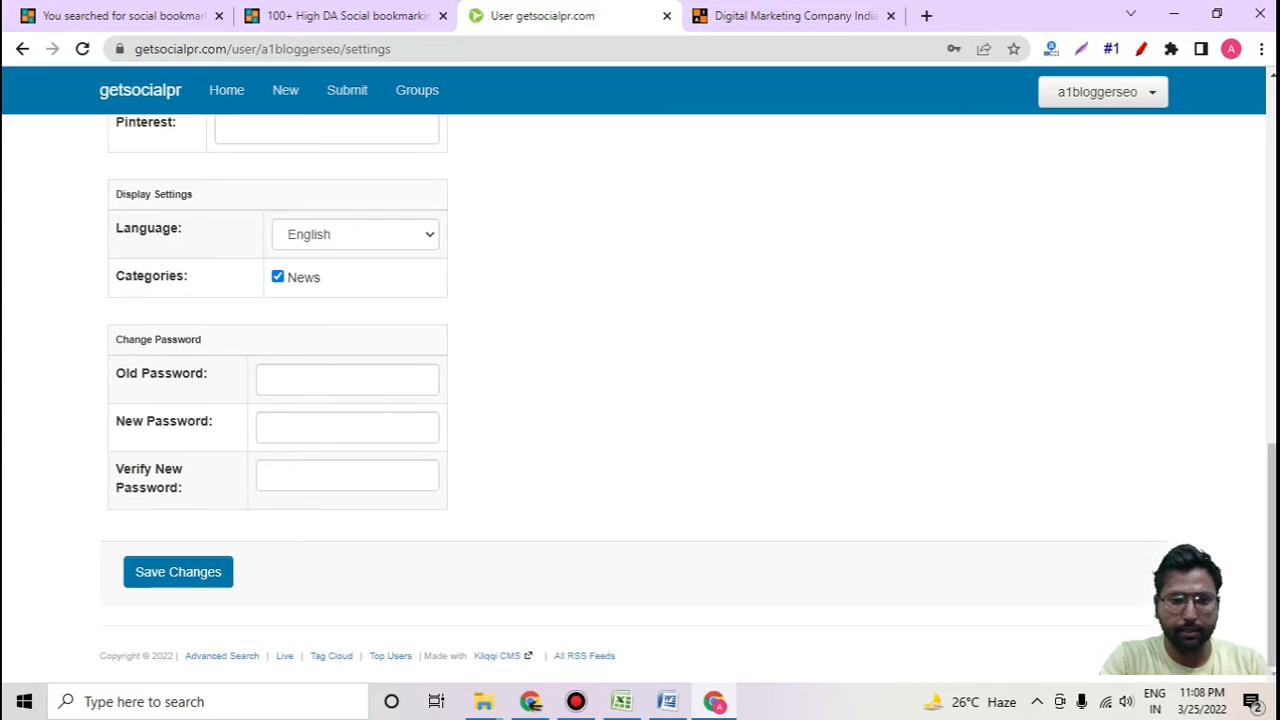 You searched for social bookmar
100+ High DA Social bookmarki
User getsocialpr.com
Digital Marketing Company India
getsocialpr.com/user/a1bloggerseo/settings
#1
A
getsocialpr
Home
New
Submit
Groups
a1bloggerseo
Pinterest:
Display Settings
Language:
English
Categories:
News
Change Password
Old Password:
New Password:
Verify New
Password:
Save Changes
Copyright © 2022 | Advanced Search | Live | Tag Cloud | Top Users | Made with Kliqqi CMS | All RSS Feeds
Type here to search
26°C Haze
ENG
IN
11:08 PM
3/25/2022
2